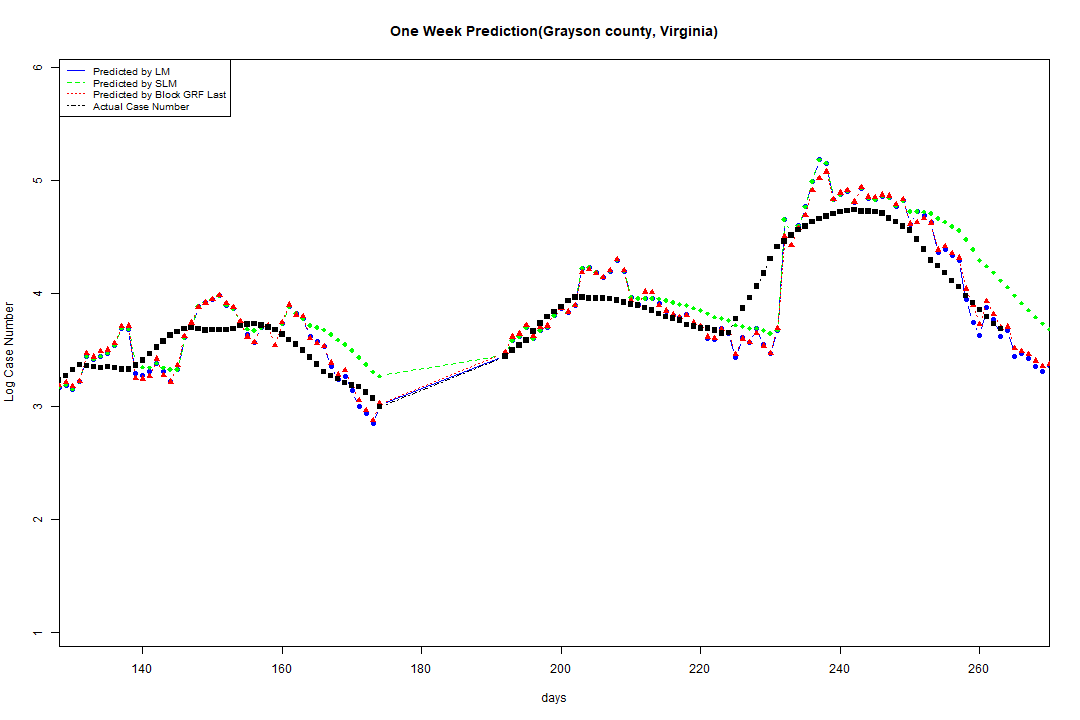 One Week Prediction(Grayson county, Virginia)
Predicted by LM
Predicted by SLM
Predicted by Block GRF Last
Actual Case Number
6
5
4
3
2
1
Log Case Number
140 160 180 200 220 240 260
days